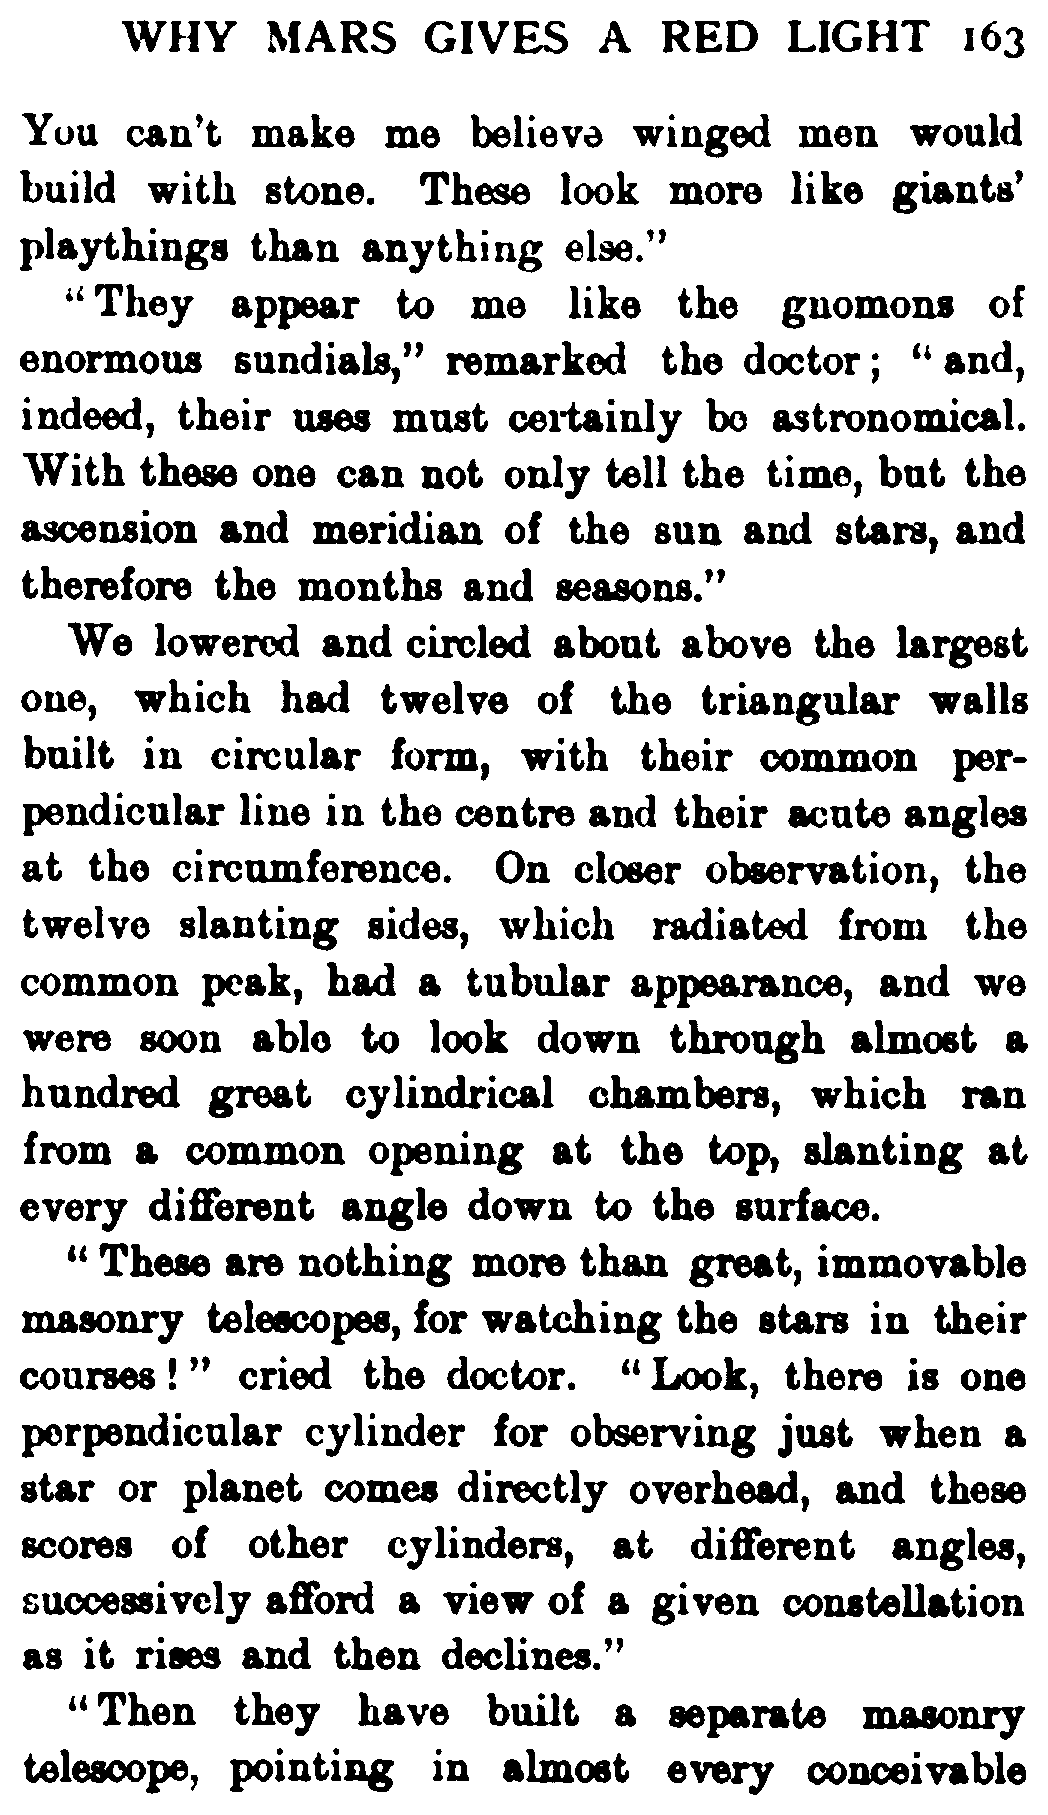 WHY MARS GIVES A RED LIGHT 163
You can't make me believe winged men would
build with stone. These look more like giants'
playthings than anything else."
"They appear to me like the gnomons of
enormous sundials," remarked the doctor; "and,
indeed, their uses must certainly be astronomical.
With these one can not only tell the time, but the
ascension and meridian of the sun and stars, and
therefore the months and seasons."
We lowered and circled about above the largest
one, which had twelve of the triangular walls
built in circular form, with their common per-
pendicular line in the centre and their acute angles
at the circumference. On closer observation, the
twelve slanting sides, which radiated from the
common peak, had a tubular appearance, and we
were soon able to look down through almost a
hundred great cylindrical chambers, which ran
from a common opening at the top, slanting at
every different angle down to the surface.
"These are nothing more than great, immovable
masonry telescopes, for watching the stars in their
courses!" cried the doctor. "Look, there is one
perpendicular cylinder for observing just when a
star or planet comes directly overhead, and these
scores of other cylinders, at different angles,
successively afford a view of a given constellation
as it rises and then declines."
"Then they have built a separate masonry
telescope, pointing in almost every conceivable